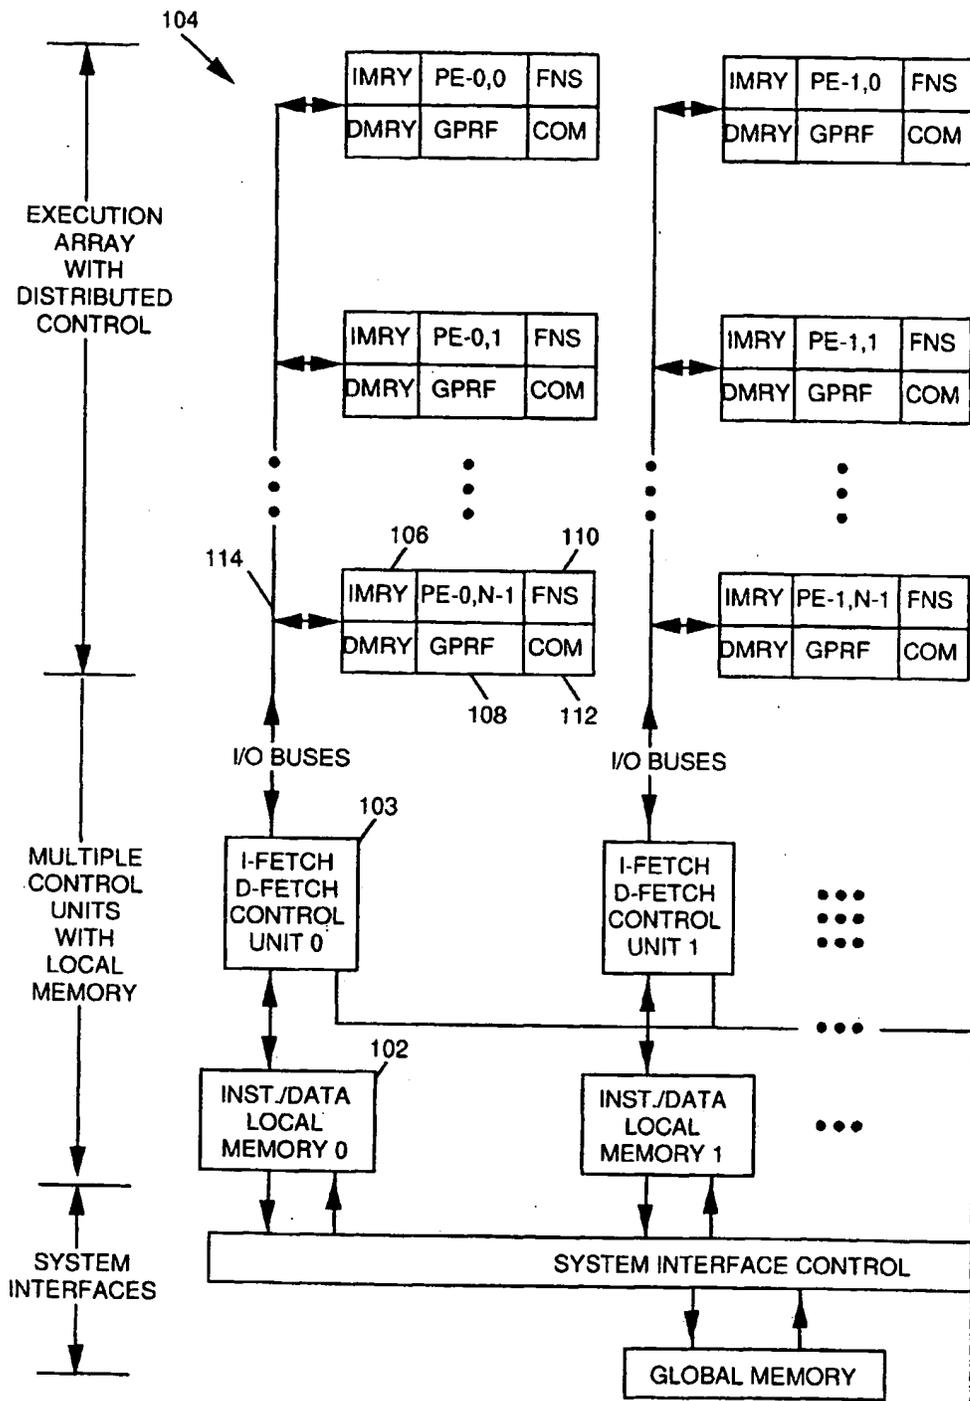 104
IMRY PE-0,0 FNS
DMRY GPRF COM
IMRY PE-1,0 FNS
DMRY GPRF COM
EXECUTION
ARRAY
WITH
DISTRIBUTED
CONTROL
IMRY PE-0,1 FNS
DMRY GPRF COM
IMRY PE-1,1 FNS
DMRY GPRF COM
114
106
110
IMRY PE-0,N-1 FNS
DMRY GPRF COM
108
112
IMRY PE-1,N-1 FNS
DMRY GPRF COM
I/O BUSES
I/O BUSES
MULTIPLE
CONTROL
UNITS
WITH
LOCAL
MEMORY
103
I-FETCH
D-FETCH
CONTROL
UNIT 0
I-FETCH
D-FETCH
CONTROL
UNIT 1
102
INST./DATA
LOCAL
MEMORY 0
INST./DATA
LOCAL
MEMORY 1
SYSTEM
INTERFACES
SYSTEM INTERFACE CONTROL
GLOBAL MEMORY